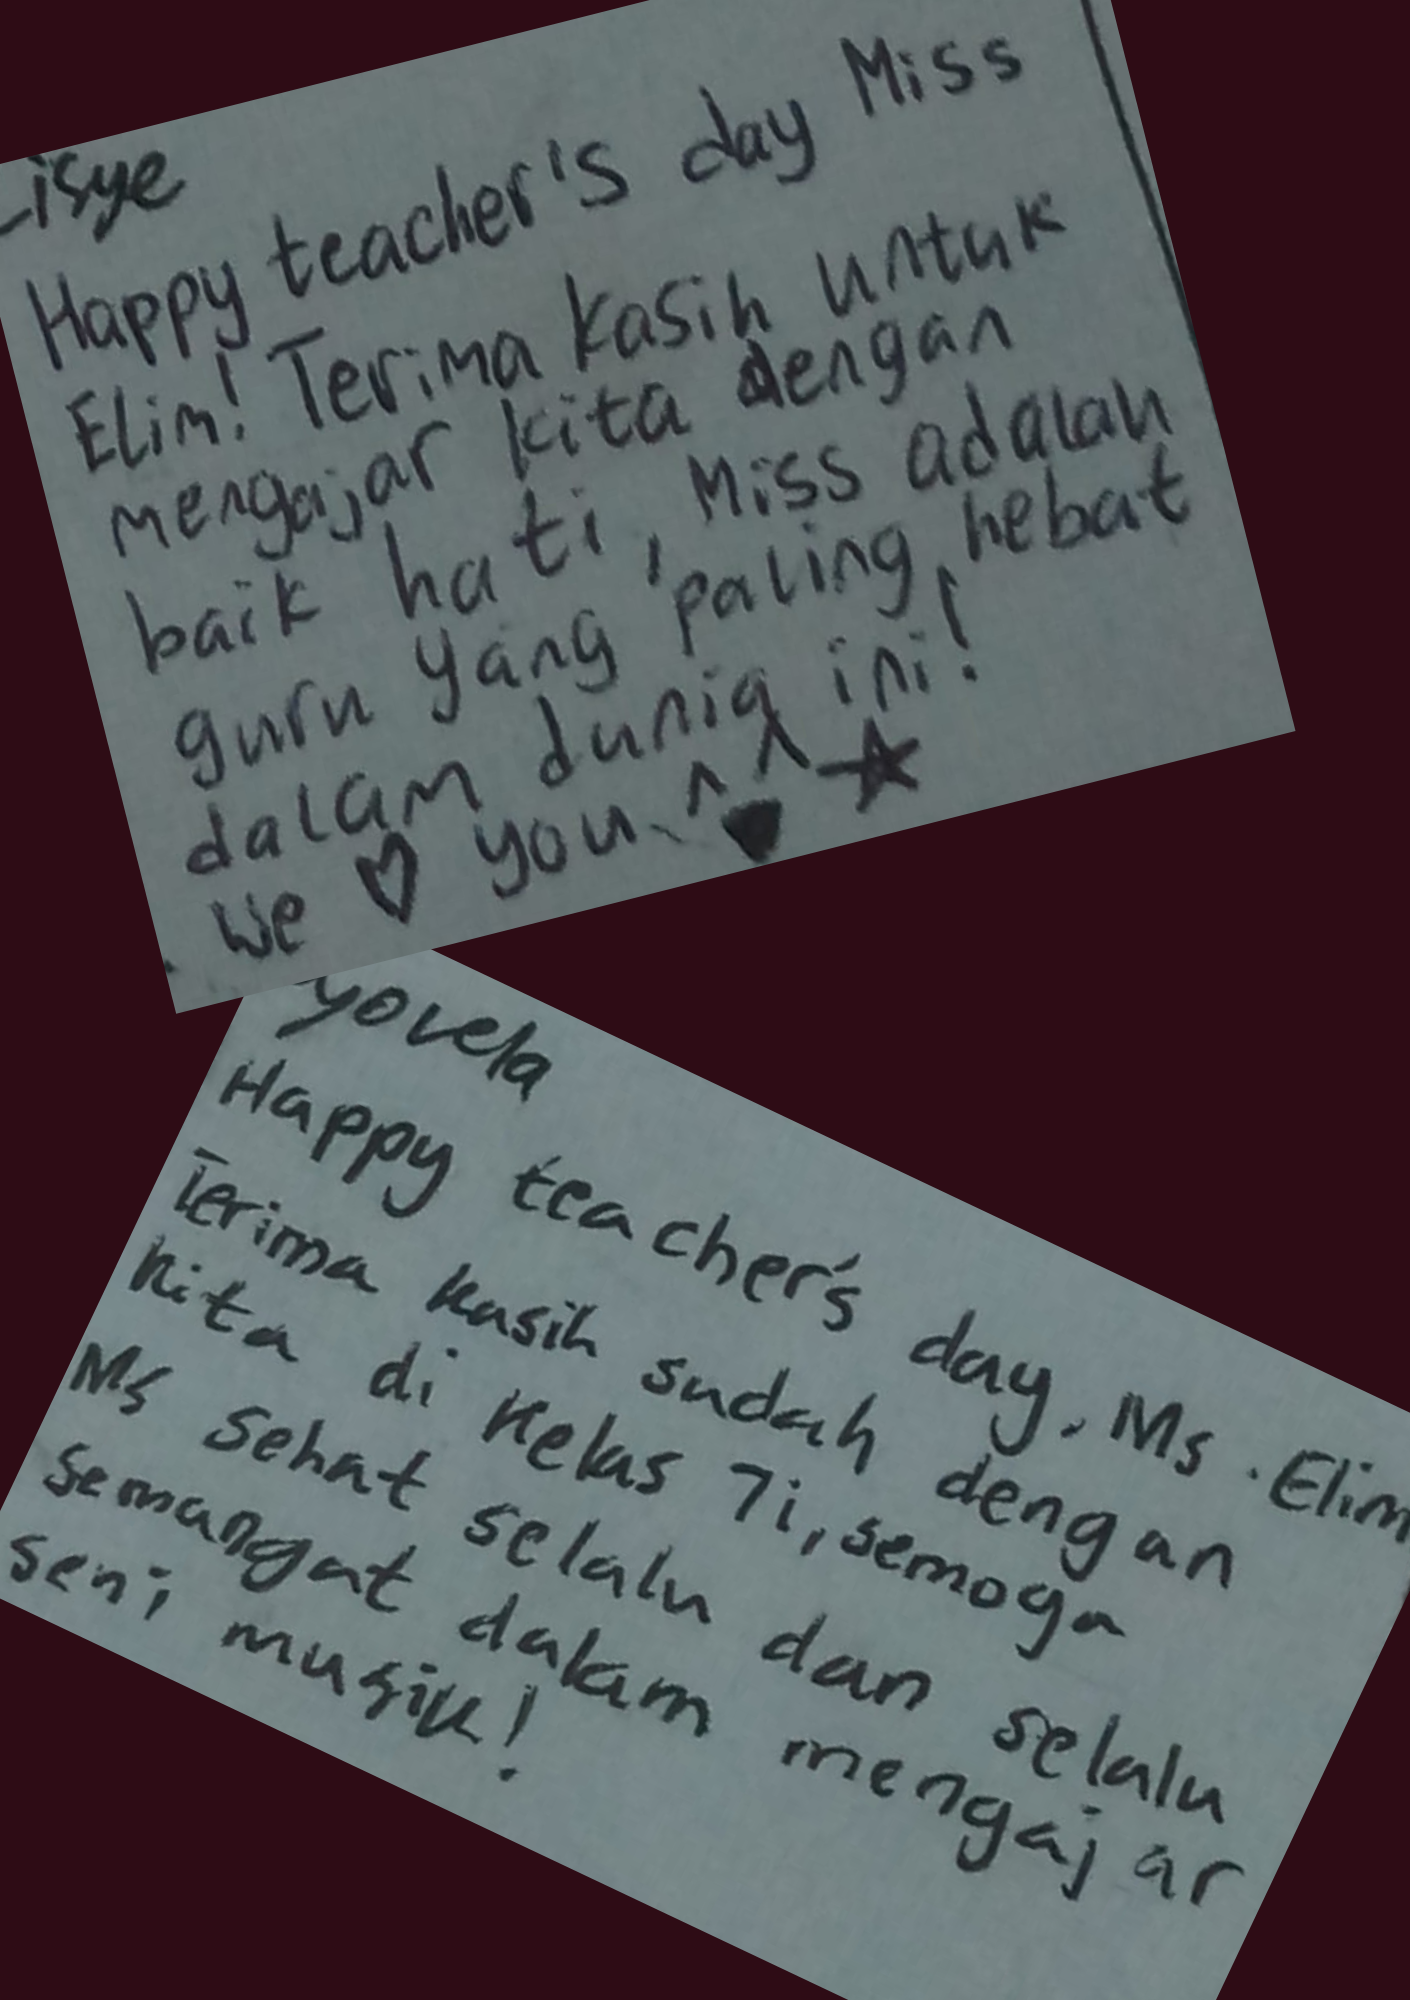 Lisye
Happy teacher's day Miss
Elim! Terima kasih untuk
mengajar kita dengan
baik hati, Miss adalah
guru yang paling hebat
dalam dunia ini!
We ♡ you ^ ^ ♥ ☆
yovela
Happy teacher's day, Ms. Elim
Terima kasih sudah dengan
kita di kelas 7i, semoga
Ms sehat selalu dan selalu
semangat dalam mengajar
seni musik!